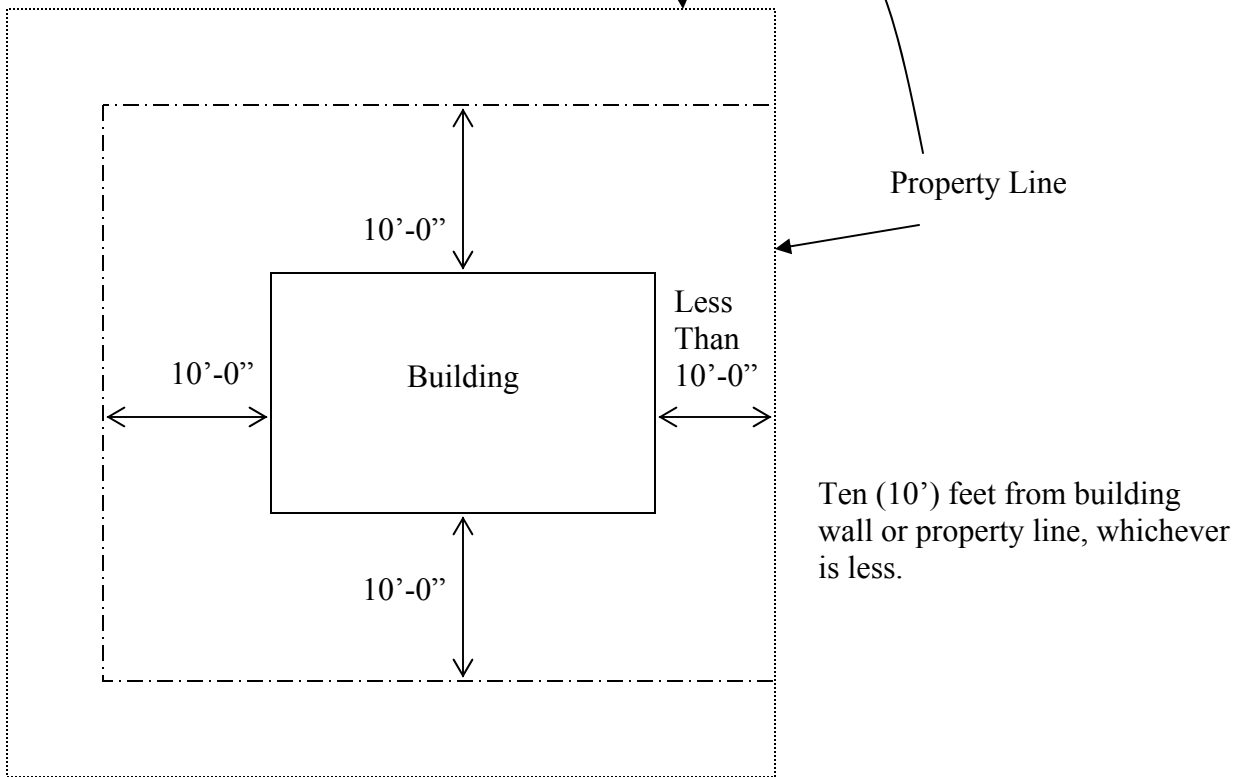 Property Line
10’-0”
Less
Than
10’-0”
10’-0”
Building
Ten (10’) feet from building
wall or property line, whichever
is less.
10’-0”